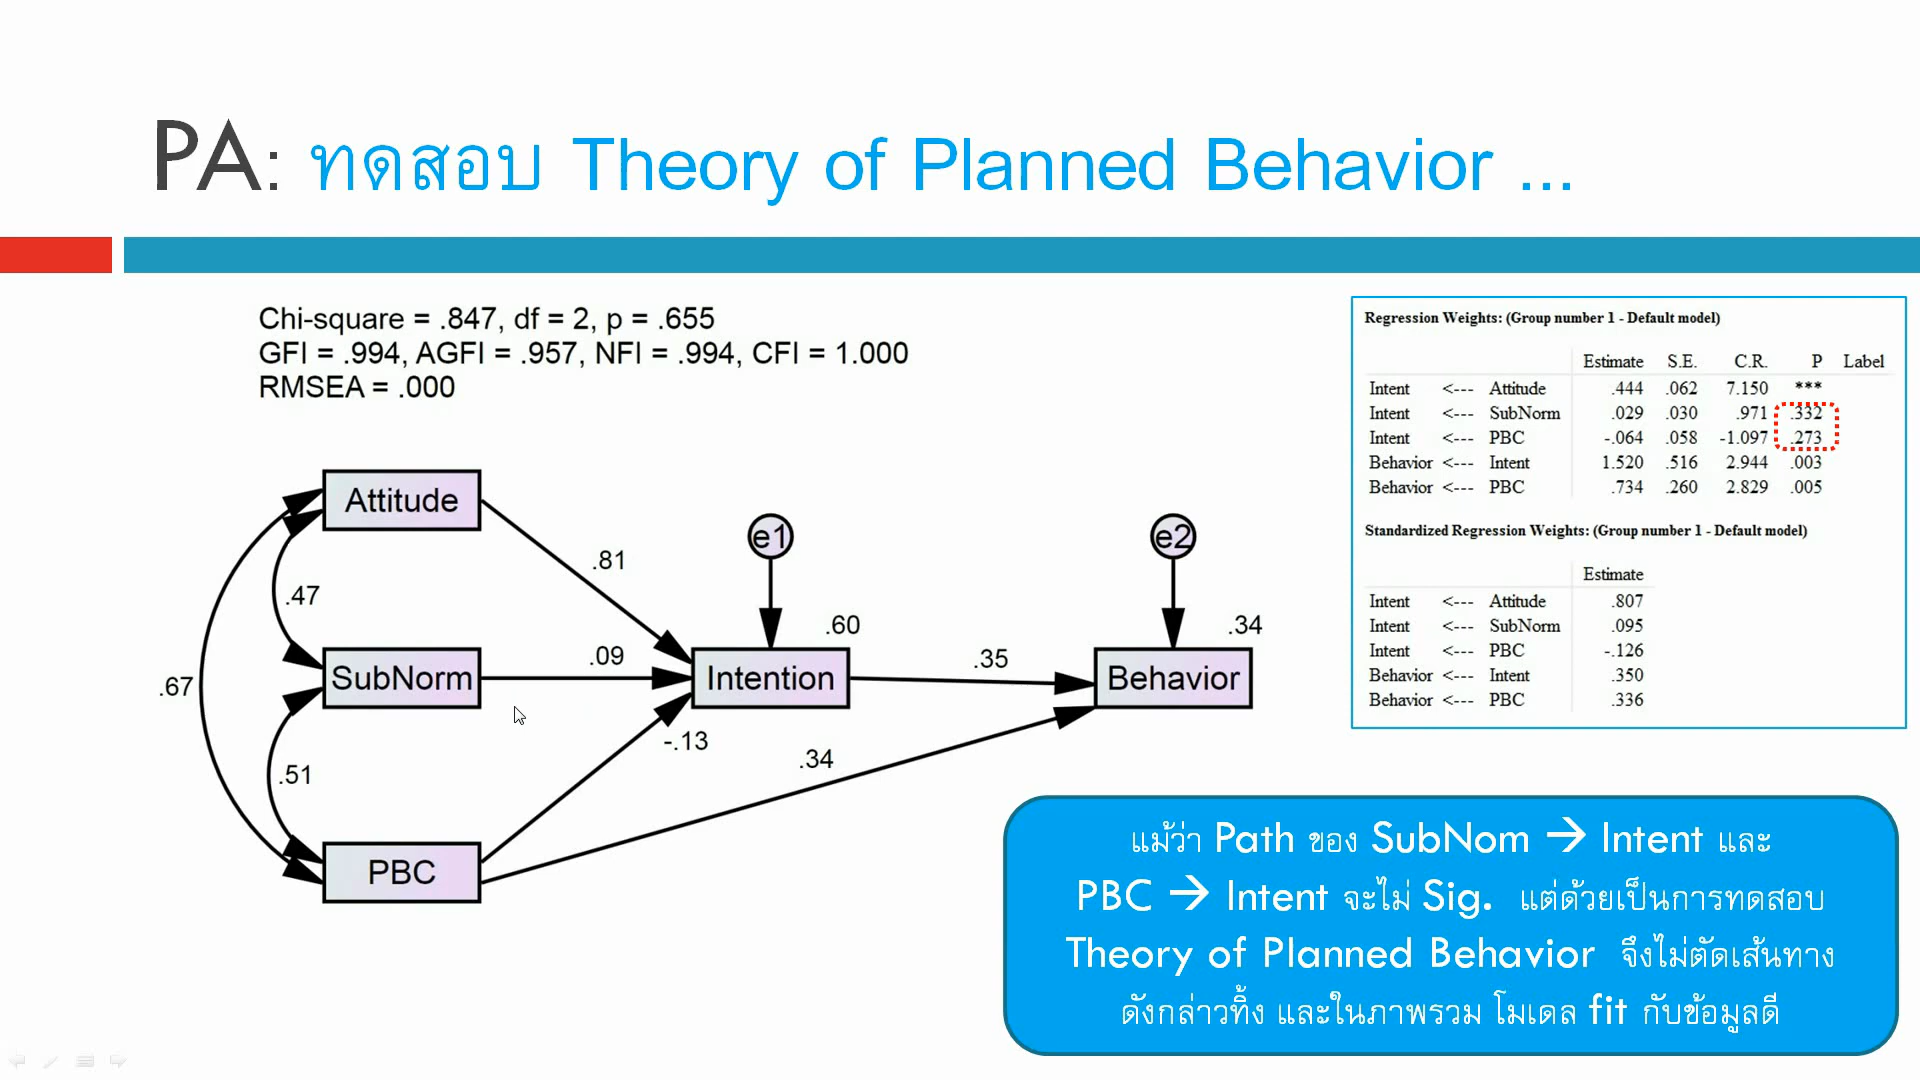 PA: ทดสอบ Theory of Planned Behavior ...
Chi-square = .847, df = 2, p = .655
GFI = .994, AGFI = .957, NFI = .994, CFI = 1.000
RMSEA = .000
Attitude
SubNorm
PBC
.47
.67
.51
.81
.09
-.13
.34
e1
.60
Intention
.35
e2
.34
Behavior
Regression Weights: (Group number 1 - Default model)
Estimate S.E. C.R. P Label
Intent <--- Attitude .444 .062 7.150 ***
Intent <--- SubNorm .029 .030 .971 .332
Intent <--- PBC -.064 .058 -1.097 .273
Behavior <--- Intent 1.520 .516 2.944 .003
Behavior <--- PBC .734 .260 2.829 .005
Standardized Regression Weights: (Group number 1 - Default model)
Estimate
Intent <--- Attitude .807
Intent <--- SubNorm .095
Intent <--- PBC -.126
Behavior <--- Intent .350
Behavior <--- PBC .336
แม้ว่า Path ของ SubNom → Intent และ
PBC → Intent จะไม่ Sig. แต่ด้วยเป็นการทดสอบ
Theory of Planned Behavior จึงไม่ตัดเส้นทาง
ดังกล่าวทิ้ง และในภาพรวม โมเดล fit กับข้อมูลดี